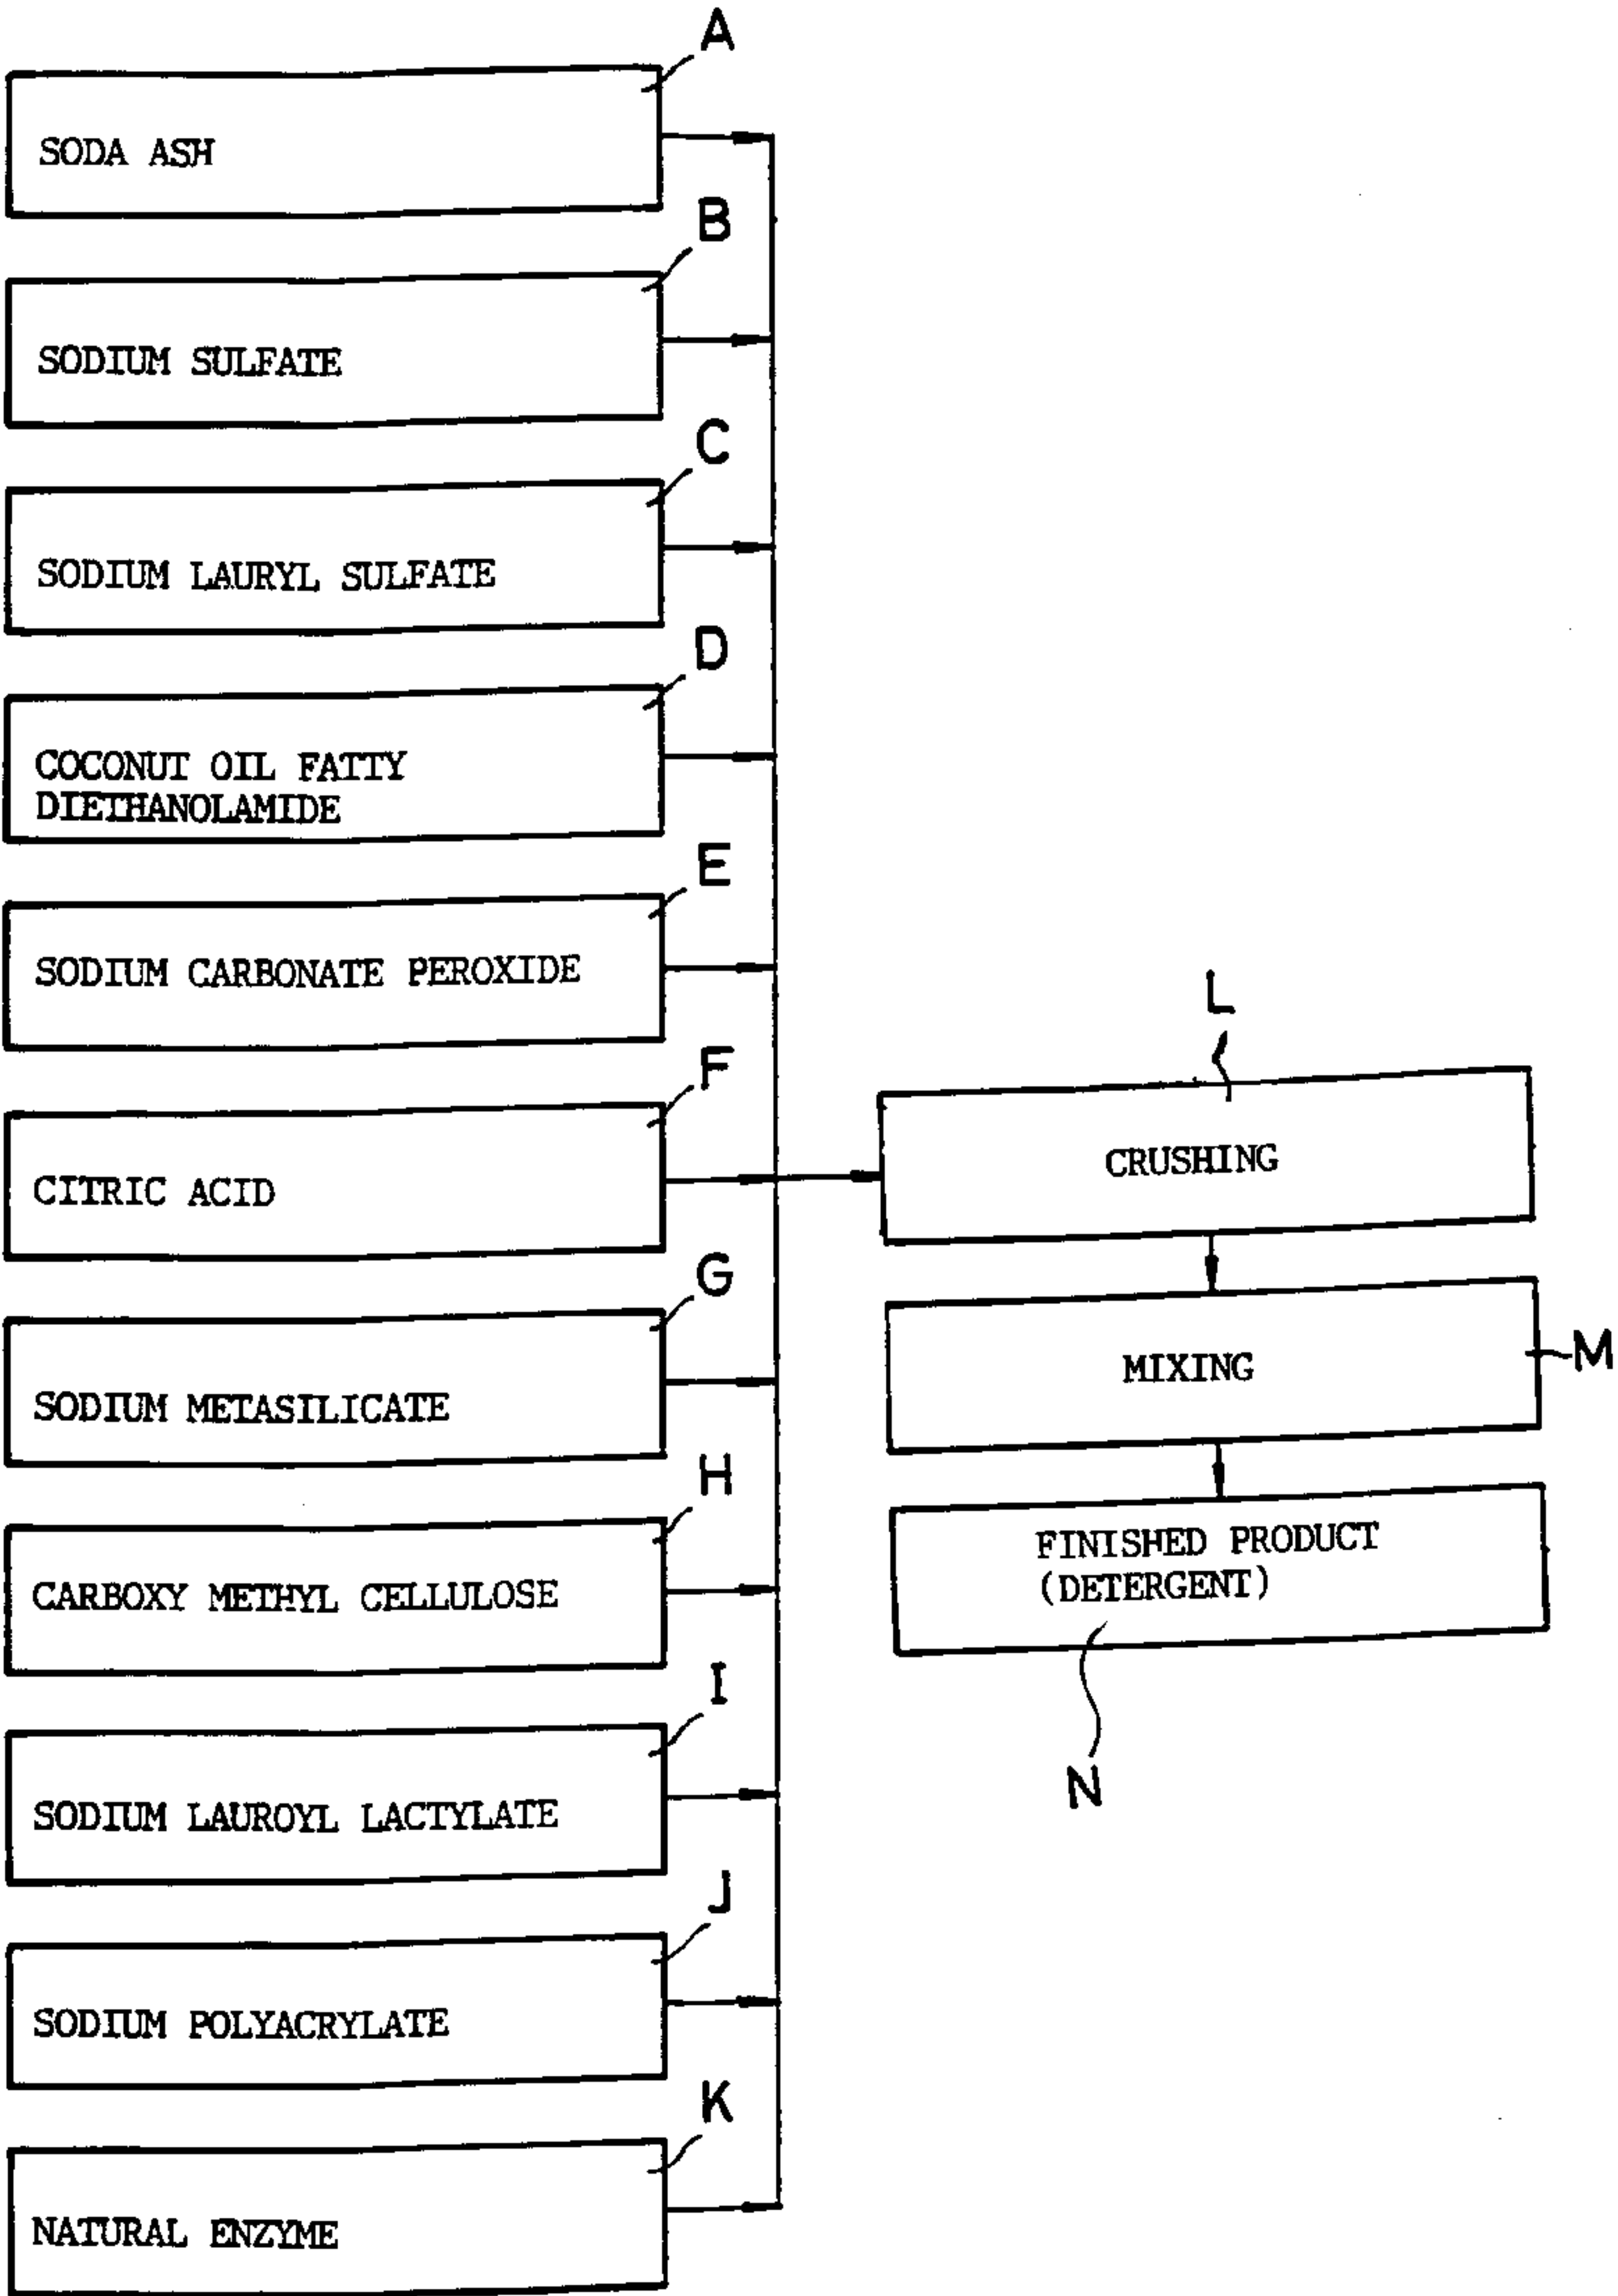 A
SODA ASH
B
SODIUM SULFATE
C
SODIUM LAURYL SULFATE
D
COCONUT OIL FATTY
DIETHANOLAMIDE
E
SODIUM CARBONATE PEROXIDE
F
CITRIC ACID
G
SODIUM METASILICATE
H
CARBOXY METHYL CELLULOSE
I
SODIUM LAUROYL LACTYLATE
J
SODIUM POLYACRYLATE
K
NATURAL ENZYME
L
CRUSHING
MIXING
M
FINISHED PRODUCT
(DETERGENT)
N